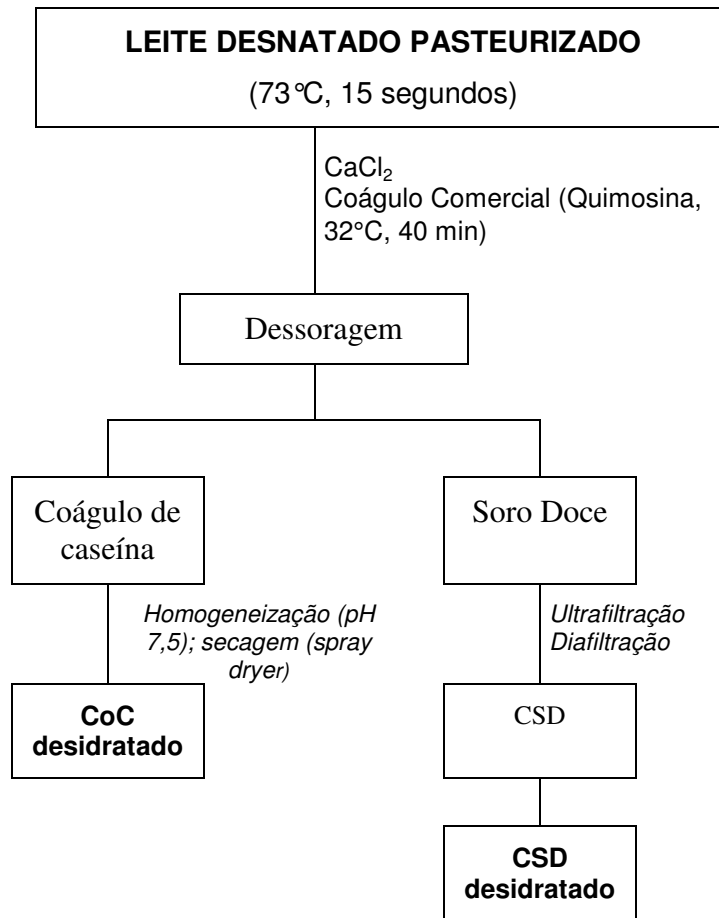 LEITE DESNATADO PASTEURIZADO
(73°C, 15 segundos)
CaCl₂
Coágulo Comercial (Quimosina,
32°C, 40 min)
Dessoragem
Coágulo de
caseína
Soro Doce
Homogeneização (pH
7,5); secagem (spray
dryer)
Ultrafiltração
Diafiltração
CoC
desidratado
CSD
CSD
desidratado